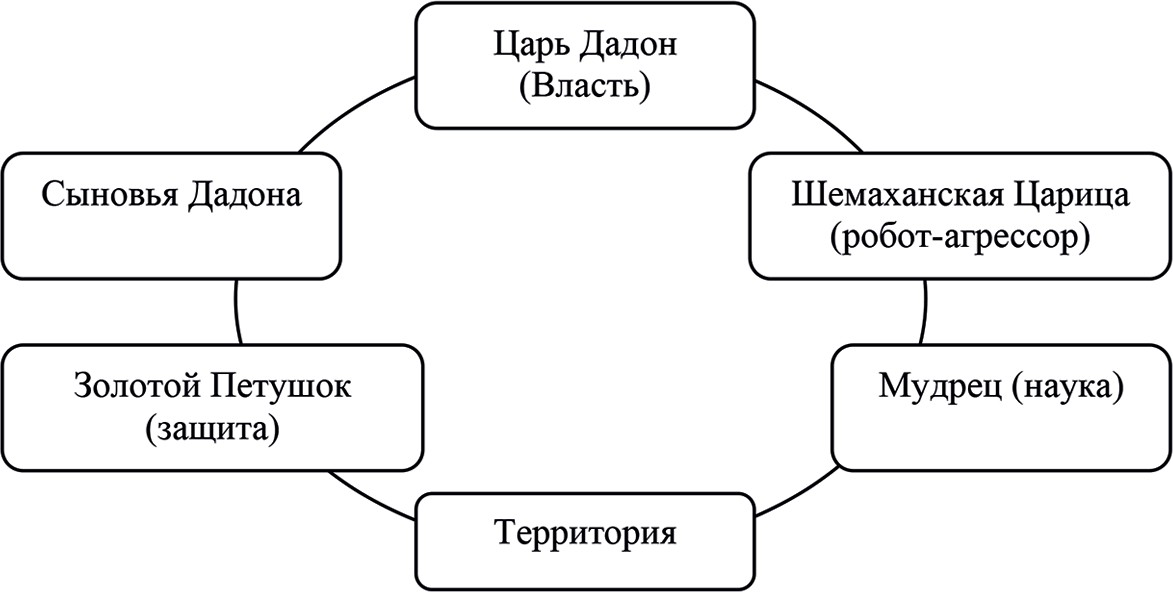 Царь Дадон
(Власть)
Сыновья Дадона
Шемаханская Царица
(робот-агрессор)
Золотой Петушок
(защита)
Мудрец (наука)
Территория